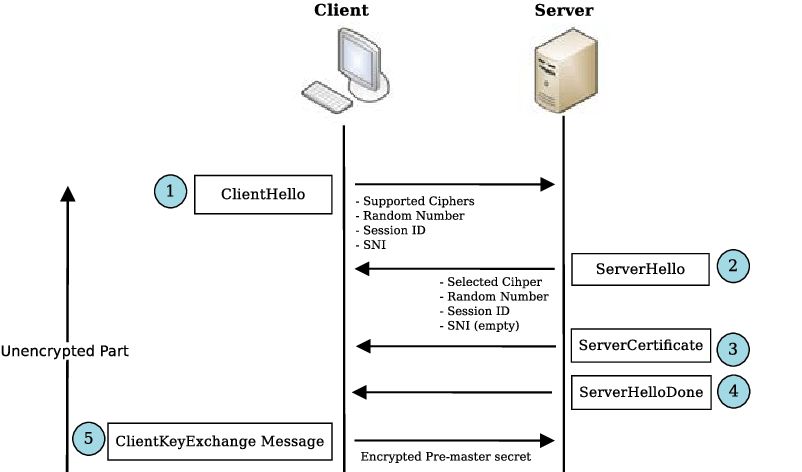 Client
Server
1
ClientHello
- Supported Ciphers
- Random Number
- Session ID
- SNI
ServerHello
2
- Selected Cihper
- Random Number
- Session ID
- SNI (empty)
Unencrypted Part
ServerCertificate
3
ServerHelloDone
4
5
ClientKeyExchange Message
Encrypted Pre-master secret